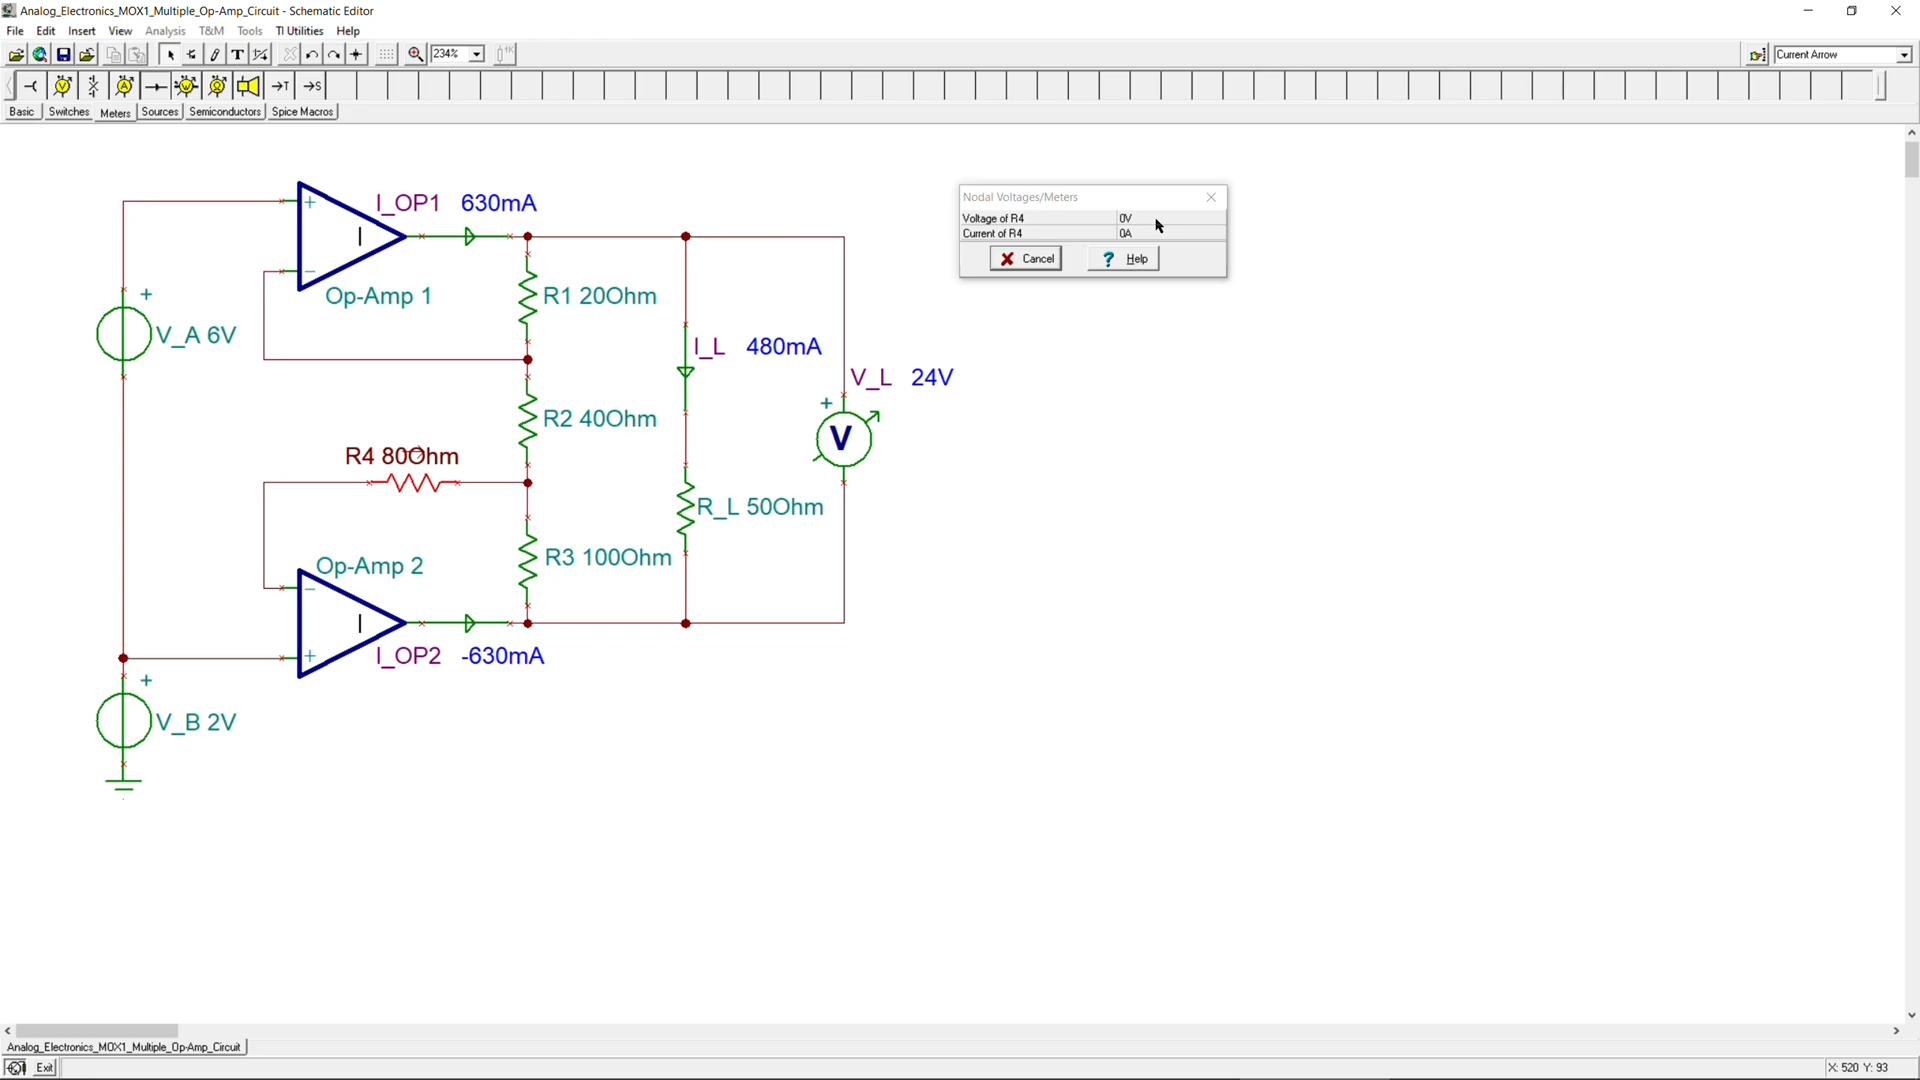 Analog_Electronics_MOX1_Multiple_Op-Amp_Circuit - Schematic Editor
File Edit Insert View Analysis T&M Tools TI Utilities Help
234% Current Arrow
Basic Switches Meters Sources Semiconductors Spice Macros
I_OP1 630mA
Op-Amp 1
V_A 6V
R1 20Ohm
I_L 480mA
V_L 24V
V
R2 40Ohm
R4 80Ohm
R_L 50Ohm
R3 100Ohm
Op-Amp 2
I_OP2 -630mA
V_B 2V
Nodal Voltages/Meters
Voltage of R4 0V
Current of R4 0A
Cancel Help
Analog_Electronics_MOX1_Multiple_Op-Amp_Circuit
Exit X: 520 Y: 93